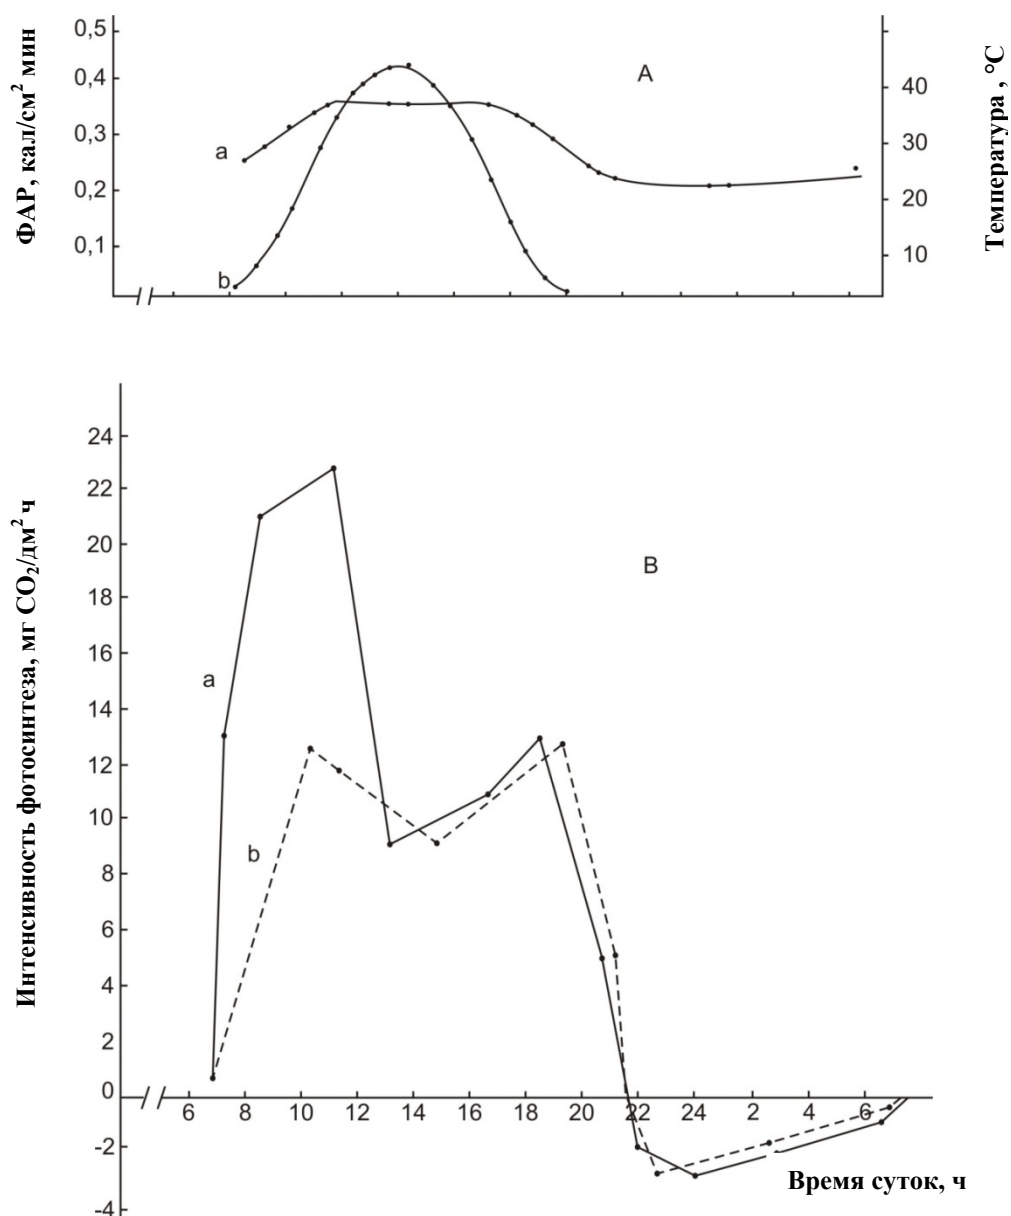 ФАР, кал/см² мин
0,5
0,4
0,3
0,2
0,1
A
a
b
40
30
20
10
Температура , °С
Интенсивность фотосинтеза, мг CO₂/дм² ч
24
22
20
18
16
14
12
10
8
6
4
2
0
-2
-4
B
a
b
6 8 10 12 14 16 18 20 22 24 2 4 6
Время суток, ч